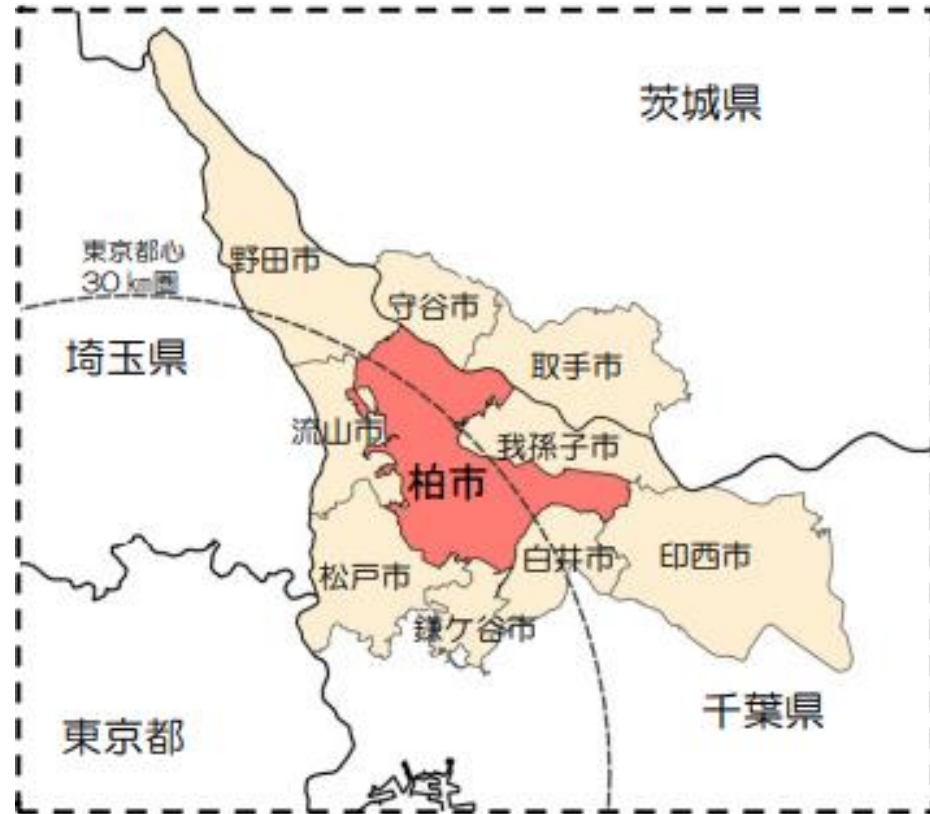 茨城県
東京都心
30km圏
野田市
守谷市
埼玉県
取手市
流山市
我孫子市
柏市
白井市
印西市
松戸市
鎌ケ谷市
千葉県
東京都